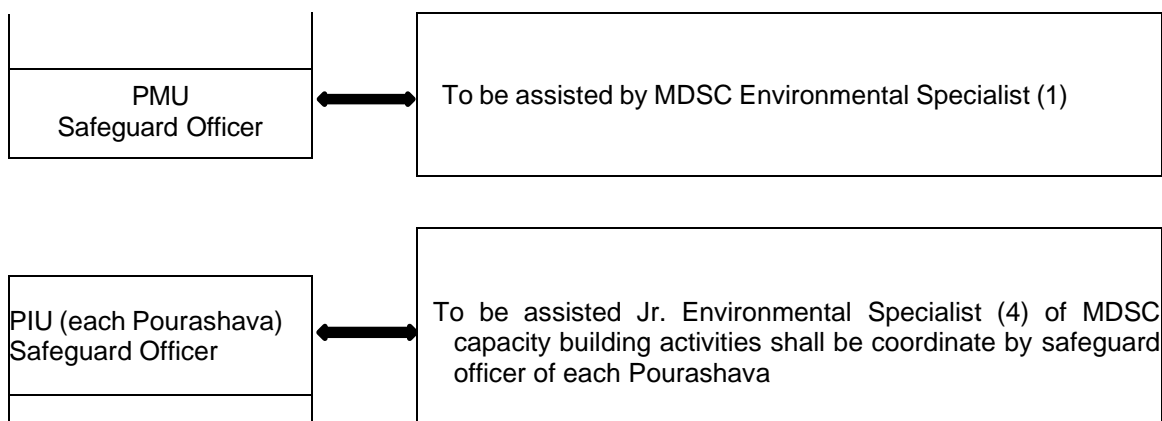 PMU
Safeguard Officer
To be assisted by MDSC Environmental Specialist (1)
PIU (each Pourashava)
Safeguard Officer
To be assisted Jr. Environmental Specialist (4) of MDSC
capacity building activities shall be coordinate by safeguard
officer of each Pourashava